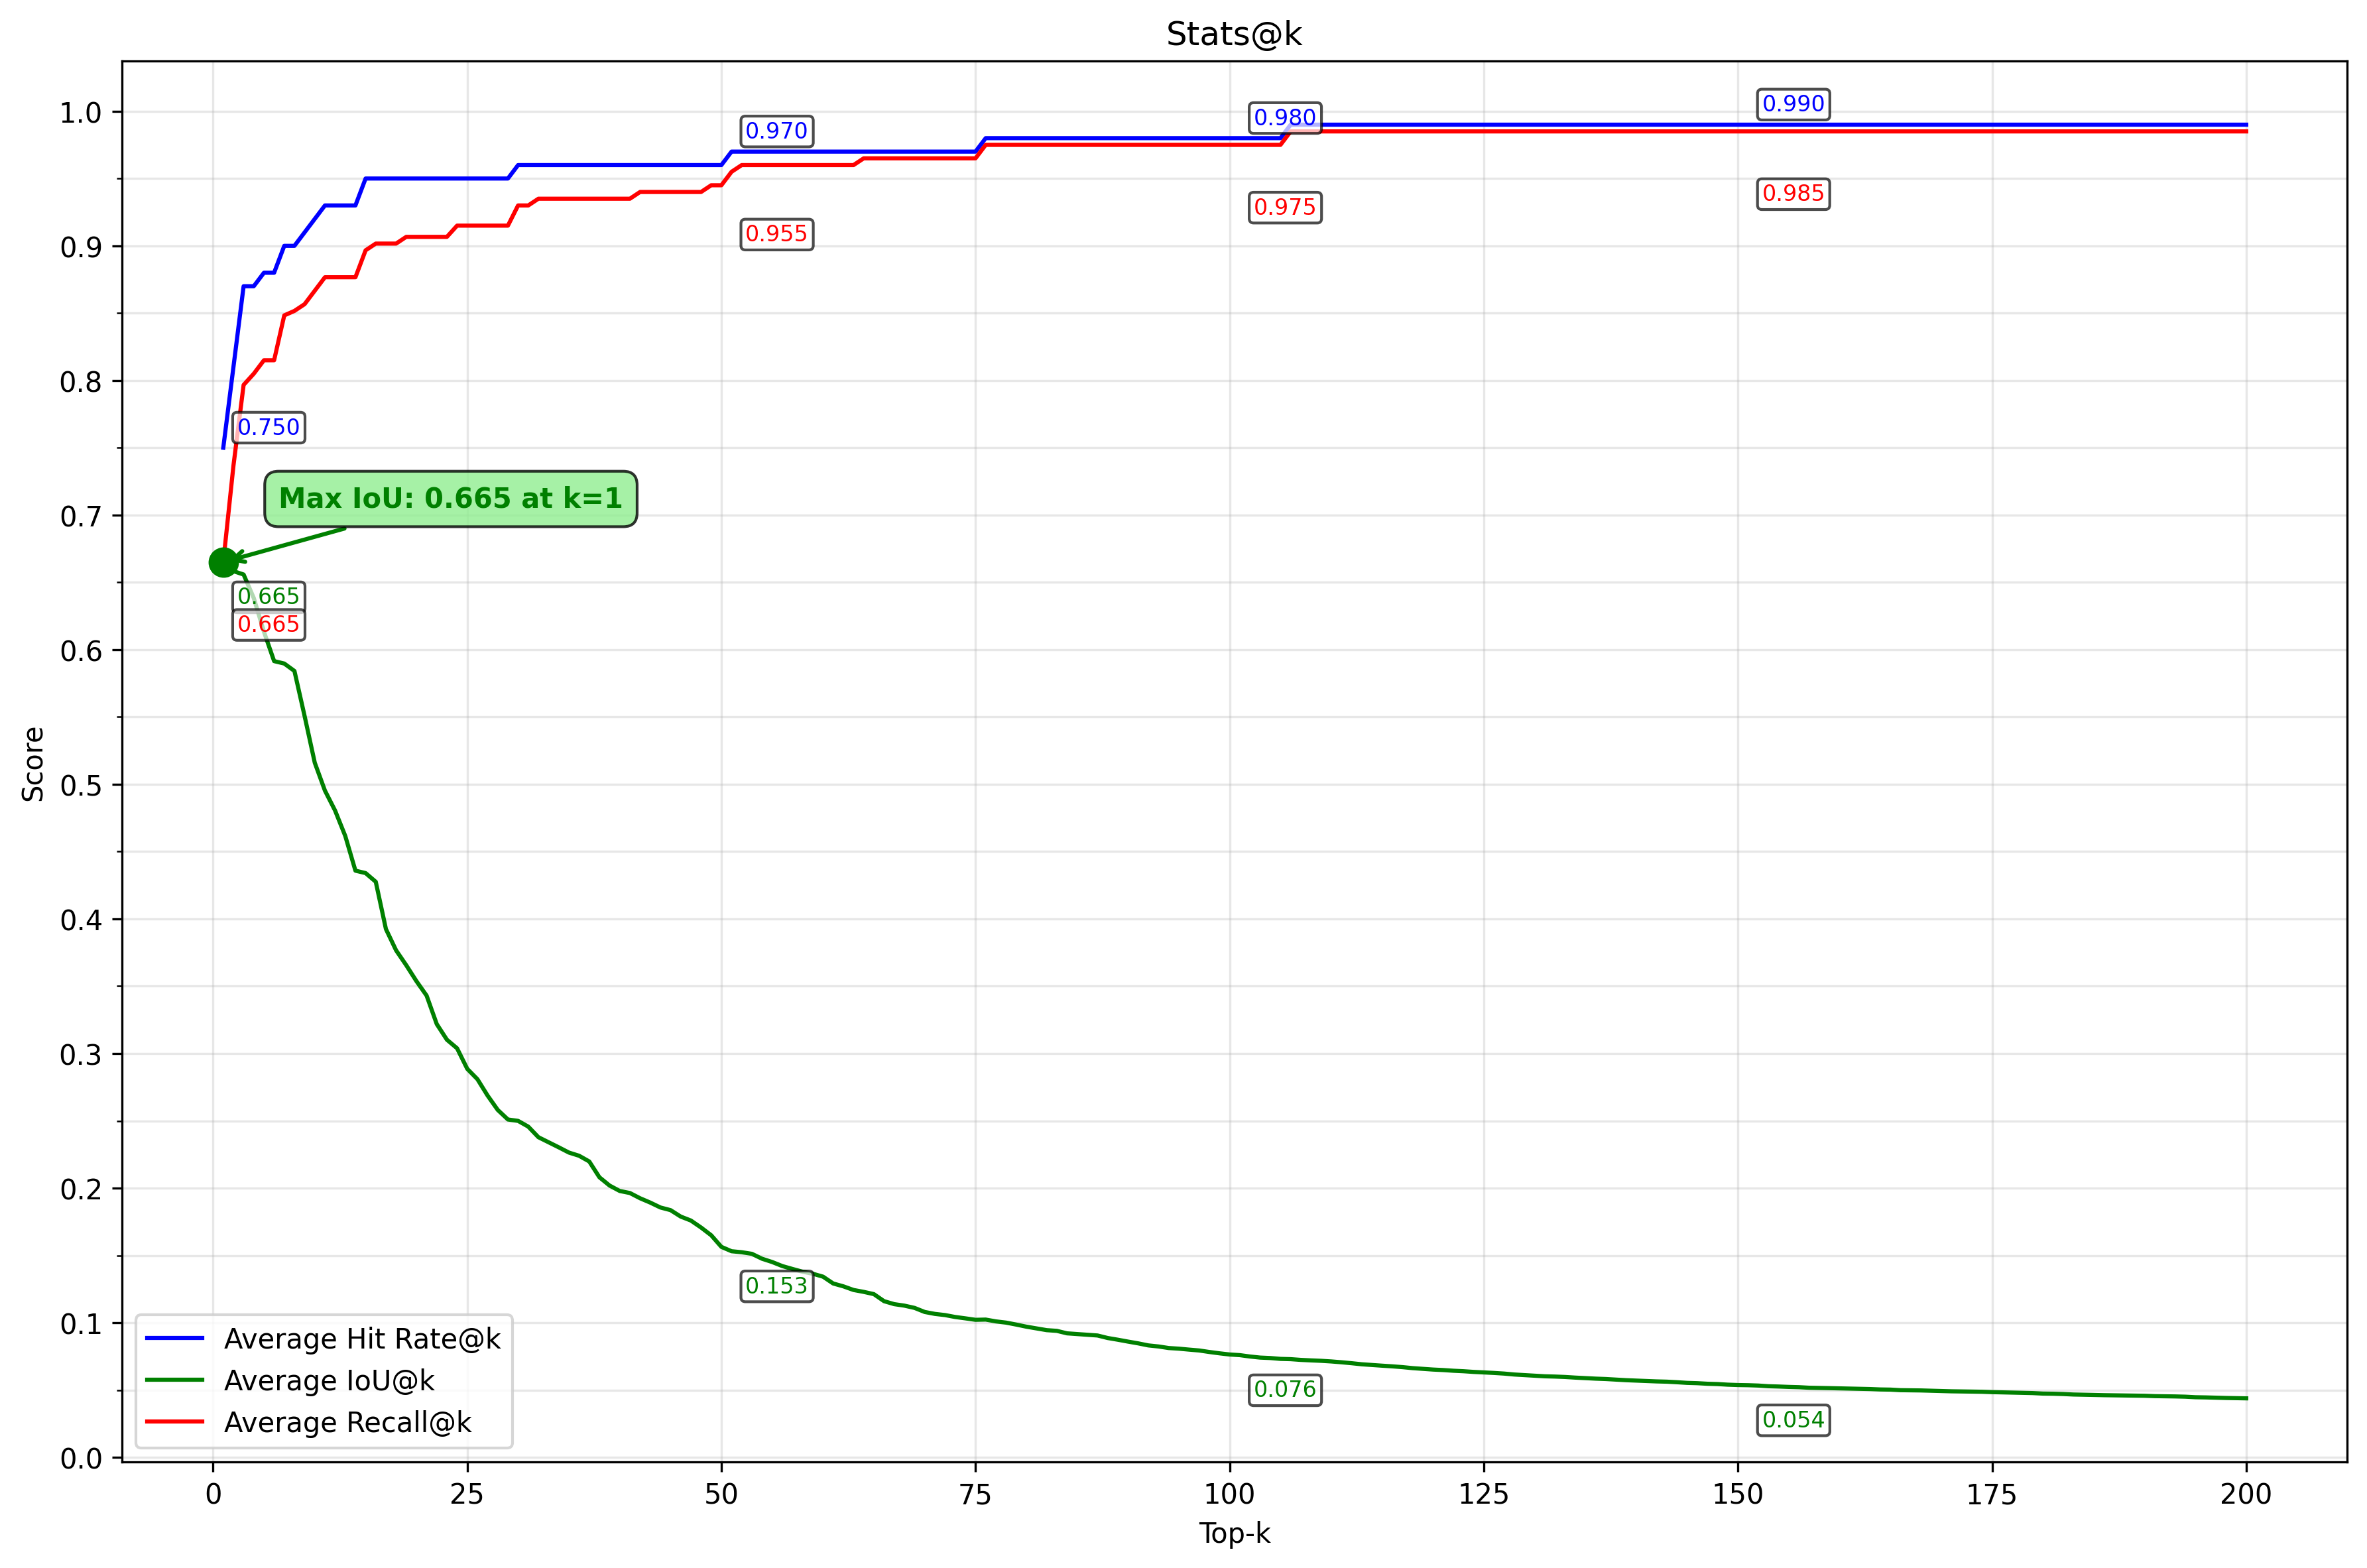 Stats@k
1.0
0.9
0.8
0.7
0.6
0.5
0.4
0.3
0.2
0.1
0.0
Score
0.970
0.980
0.990
0.955
0.975
0.985
0.750
Max IoU: 0.665 at k=1
0.665
0.665
0.153
0.076
0.054
Average Hit Rate@k
Average IoU@k
Average Recall@k
0 25 50 75 100 125 150 175 200
Top-k